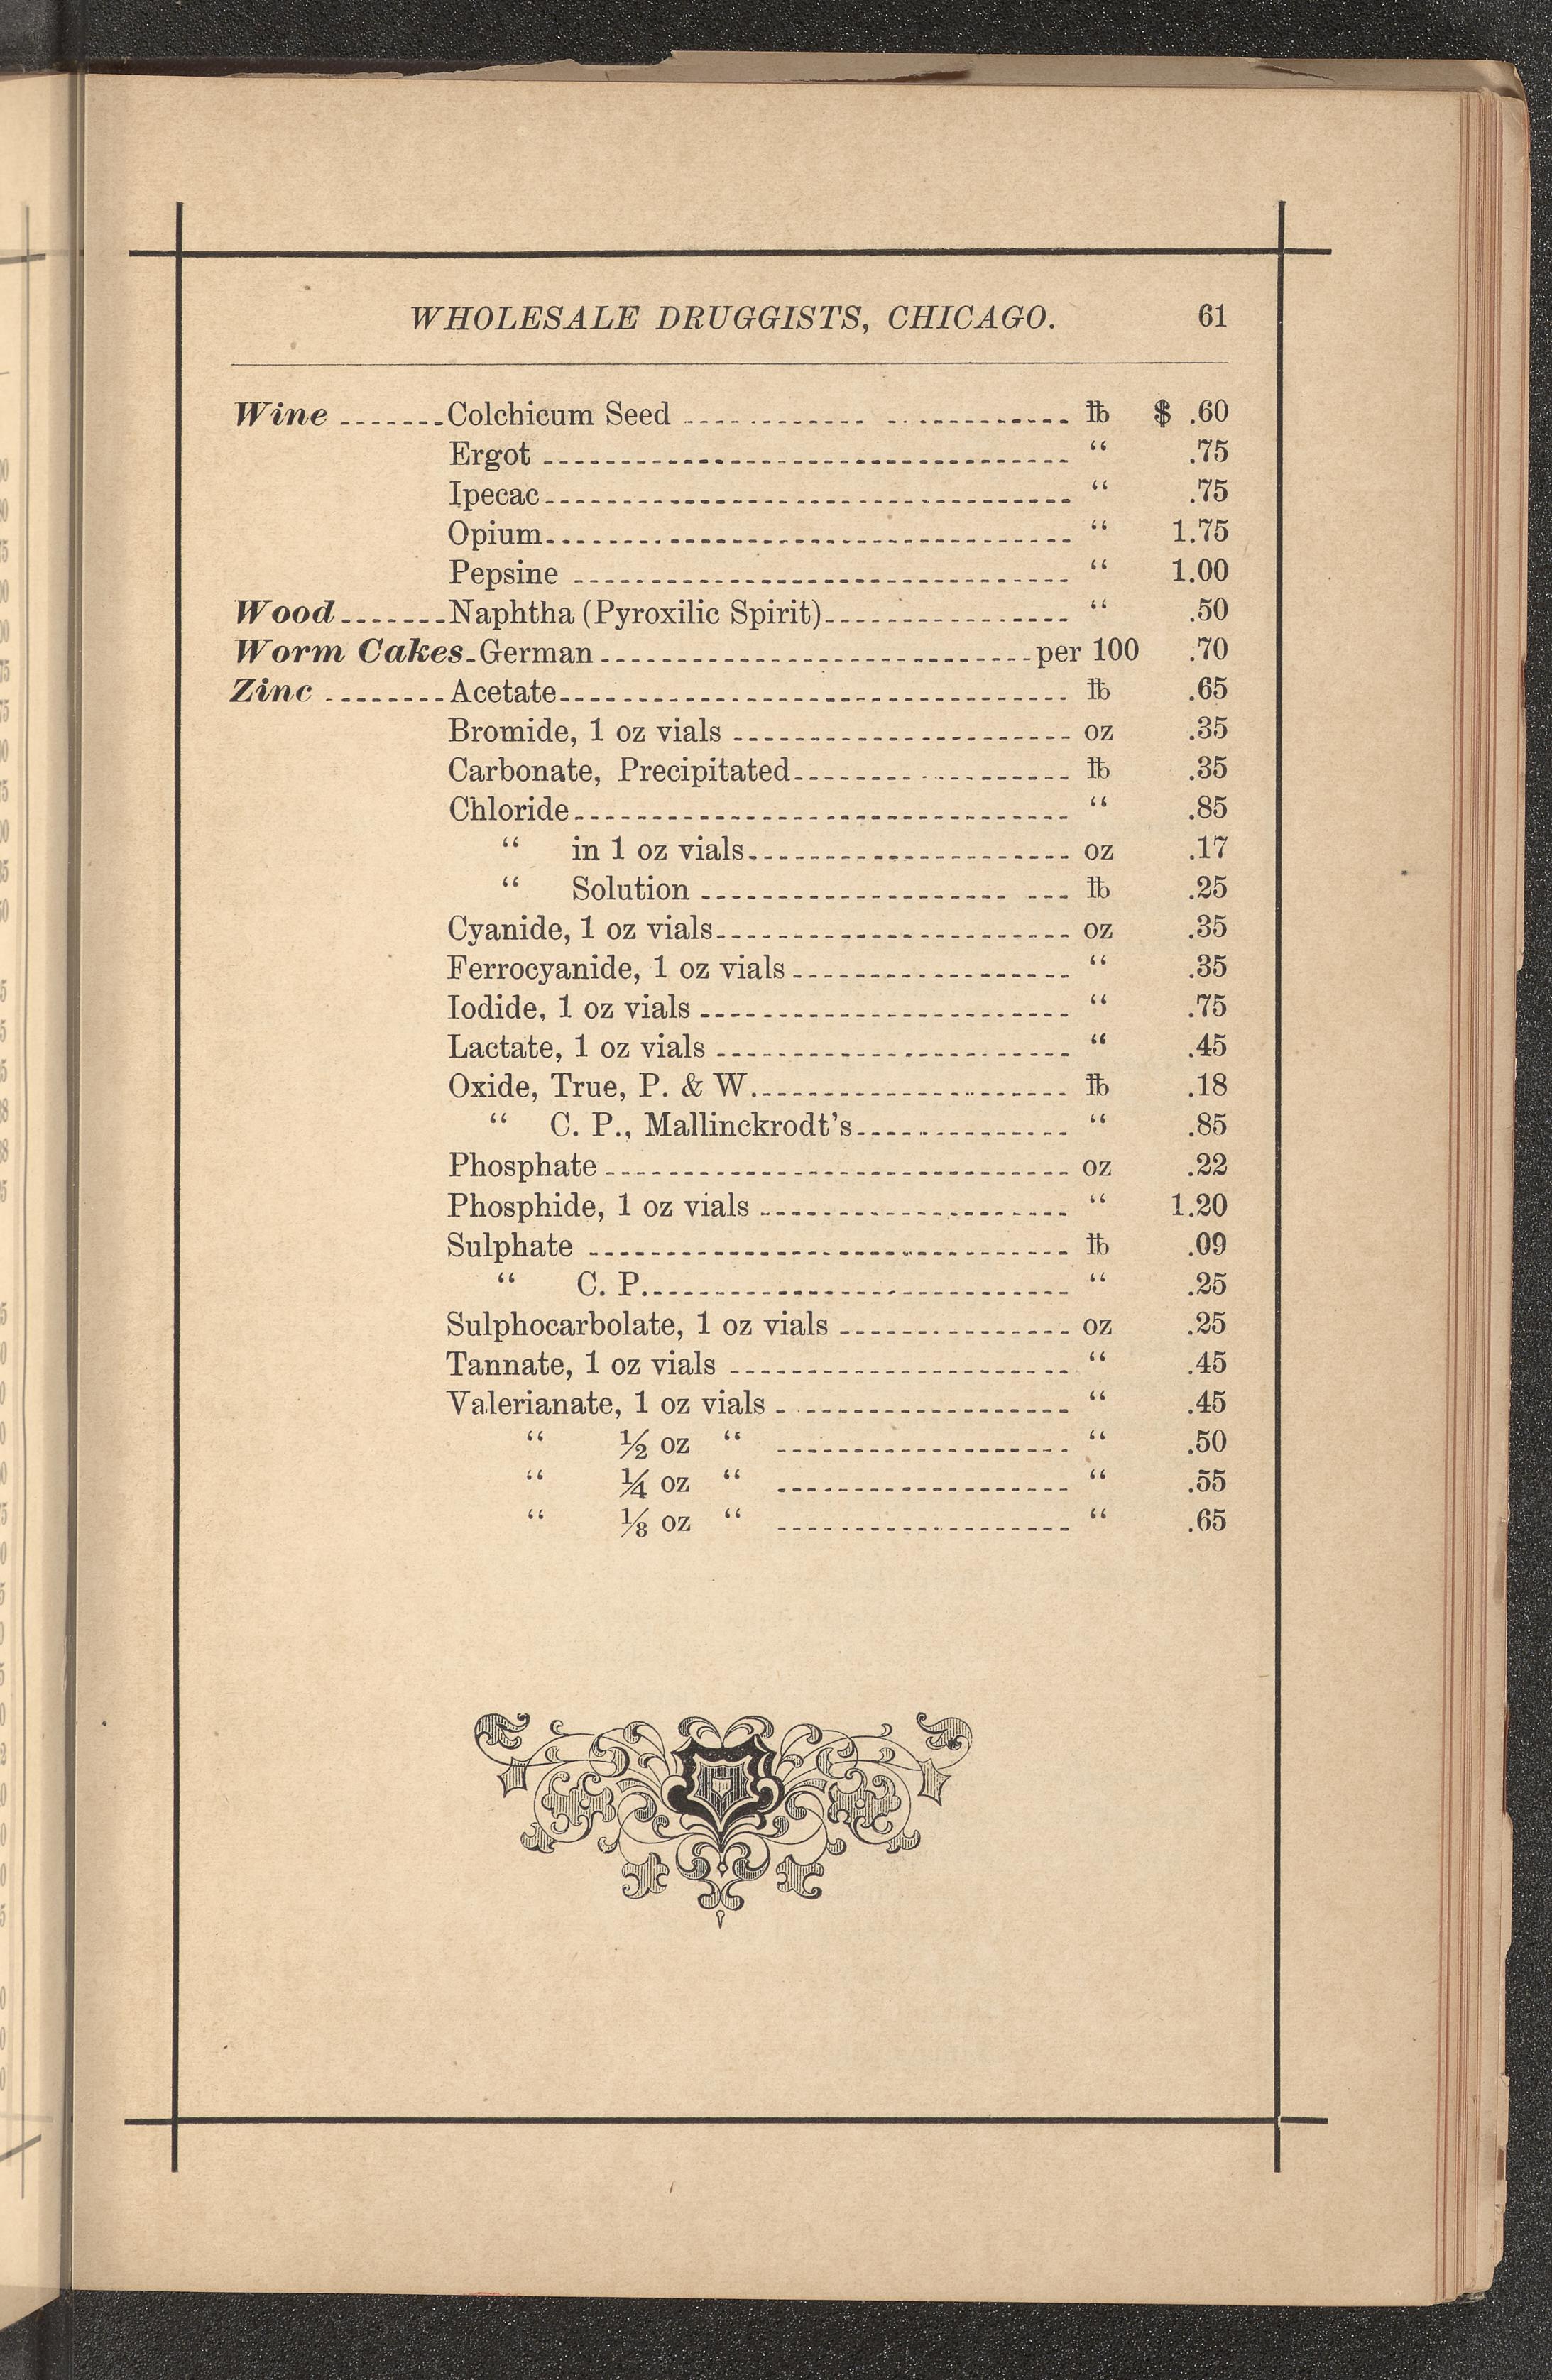 WHOLESALE DRUGGISTS, CHICAGO. 61
Wine Colchicum Seed ℔ $ .60
Ergot “ .75
Ipecac “ .75
Opium “ 1.75
Pepsine “ 1.00
Wood Naphtha (Pyroxilic Spirit) “ .50
Worm Cakes German per 100 .70
Zinc Acetate ℔ .65
Bromide, 1 oz vials oz .35
Carbonate, Precipitated ℔ .35
Chloride “ .85
“ in 1 oz vials oz .17
“ Solution ℔ .25
Cyanide, 1 oz vials oz .35
Ferrocyanide, 1 oz vials “ .35
Iodide, 1 oz vials “ .75
Lactate, 1 oz vials “ .45
Oxide, True, P. & W. ℔ .18
“ C. P., Mallinckrodt's “ .85
Phosphate oz .22
Phosphide, 1 oz vials “ 1.20
Sulphate ℔ .09
“ C. P. “ .25
Sulphocarbolate, 1 oz vials oz .25
Tannate, 1 oz vials “ .45
Valerianate, 1 oz vials “ .45
“ ½ oz “ “ .50
“ ¼ oz “ “ .55
“ ⅛ oz “ “ .65